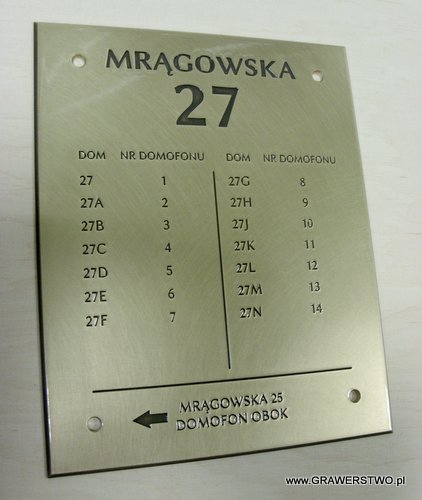 MRĄGOWSKA
27
DOM NR DOMOFONU DOM NR DOMOFONU
27 1 27G 8
27A 2 27H 9
27B 3 27J 10
27C 4 27K 11
27D 5 27L 12
27E 6 27M 13
27F 7 27N 14
MRĄGOWSKA 25
DOMOFON OBOK
www.GRAWERSTWO.pl